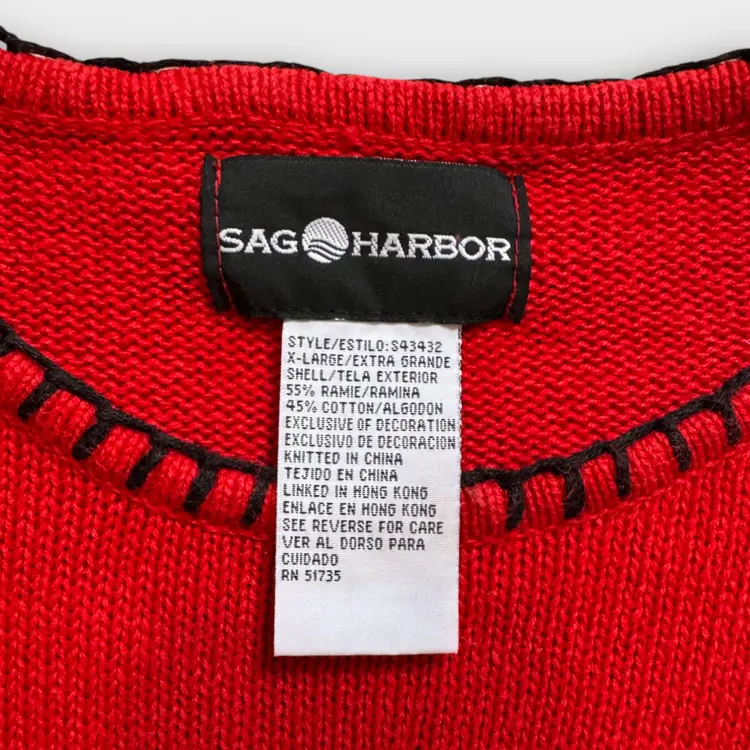 SAG HARBOR
STYLE/ESTILO:S43432
X-LARGE/EXTRA GRANDE
SHELL/TELA EXTERIOR
55% RAMIE/RAMINA
45% COTTON/ALGODON
EXCLUSIVE OF DECORATION
EXCLUSIVO DE DECORACION
KNITTED IN CHINA
TEJIDO EN CHINA
LINKED IN HONG KONG
ENLACE EN HONG KONG
SEE REVERSE FOR CARE
VER AL DORSO PARA
CUIDADO
RN 51735